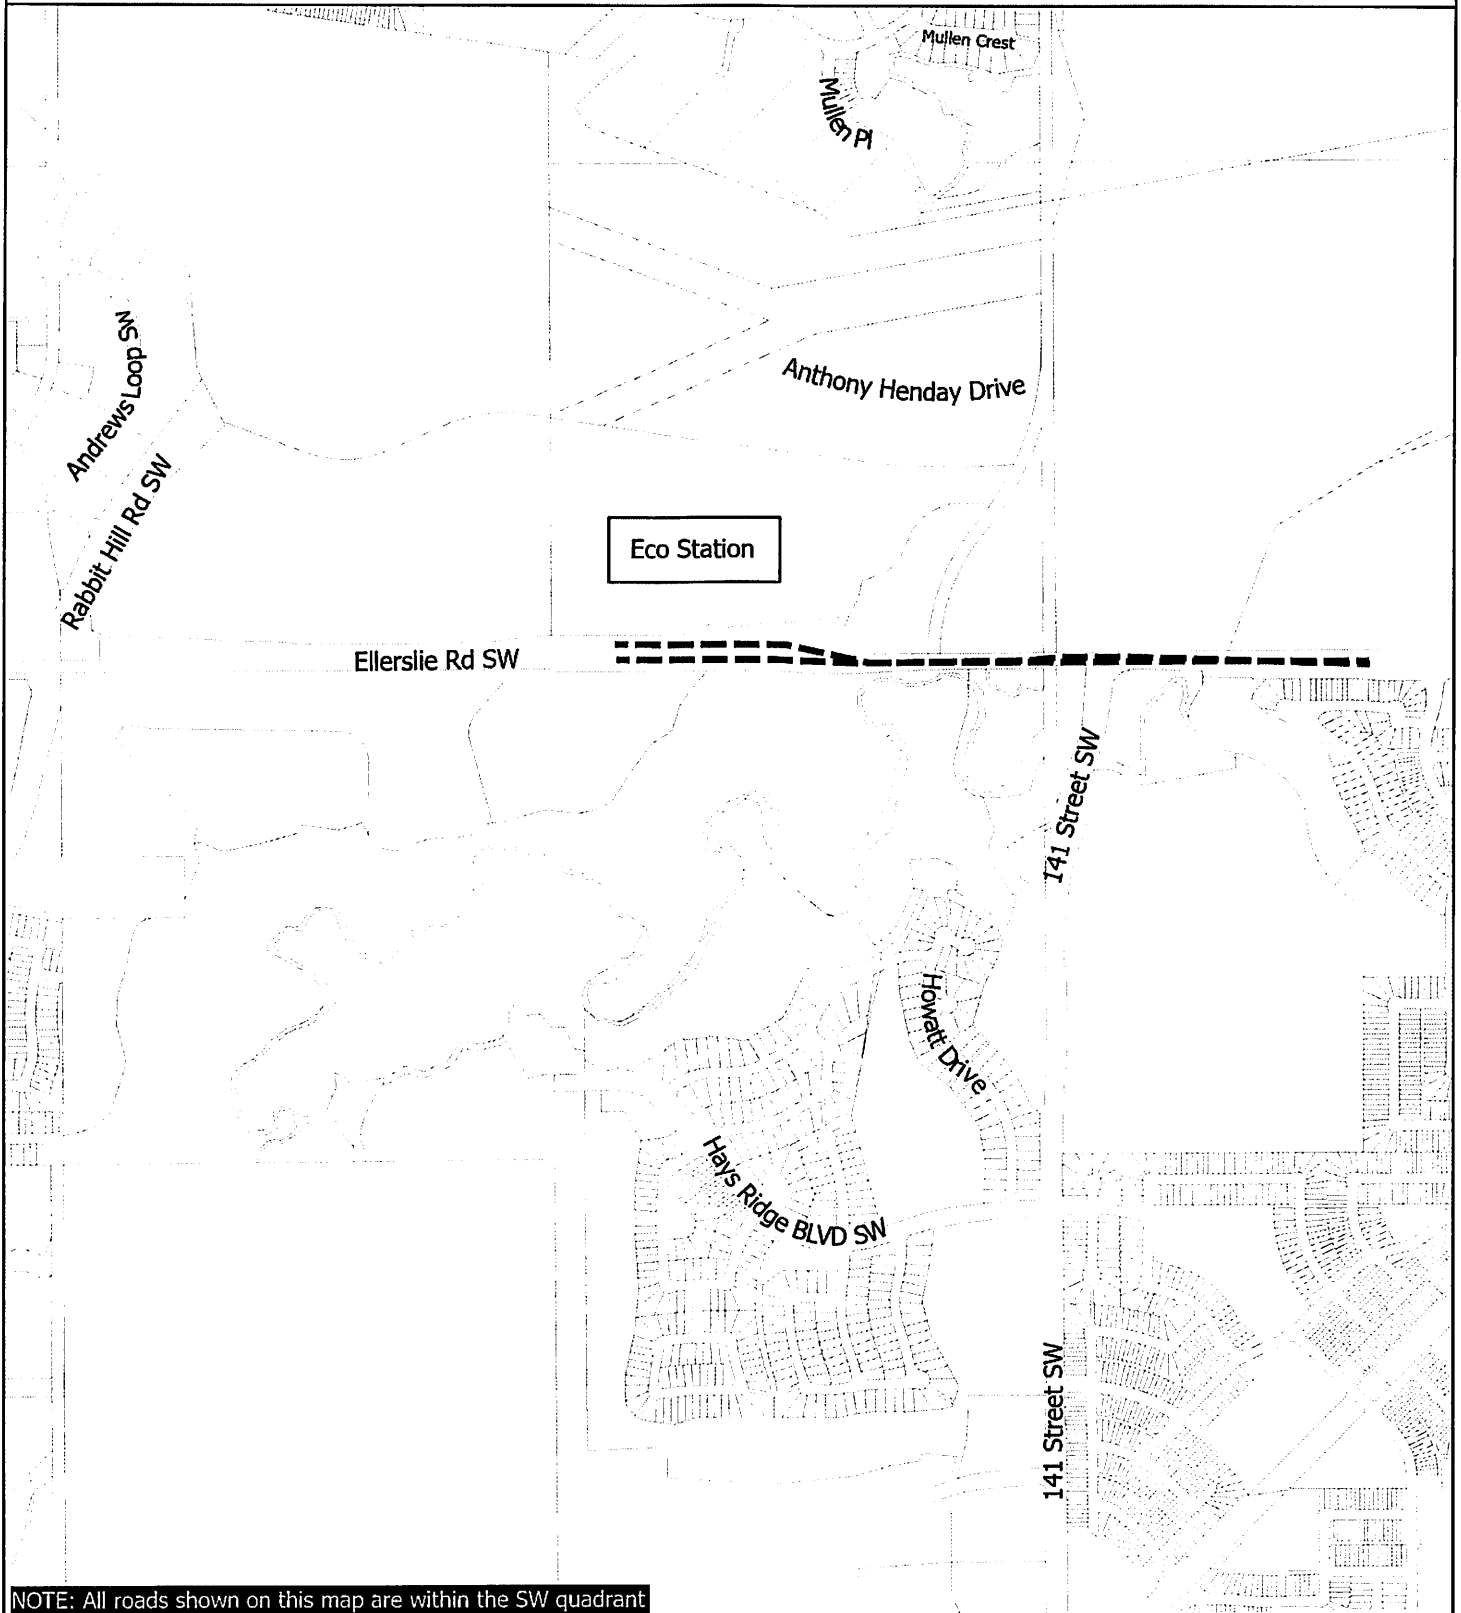 Mullen Crest
Mullen Pl
Andrews Loop SW
Anthony Henday Drive
Rabbit Hill Rd SW
Eco Station
Ellerslie Rd SW
141 Street SW
Howatt Drive
Hays Ridge BLVD SW
141 Street SW
NOTE: All roads shown on this map are within the SW quadrant